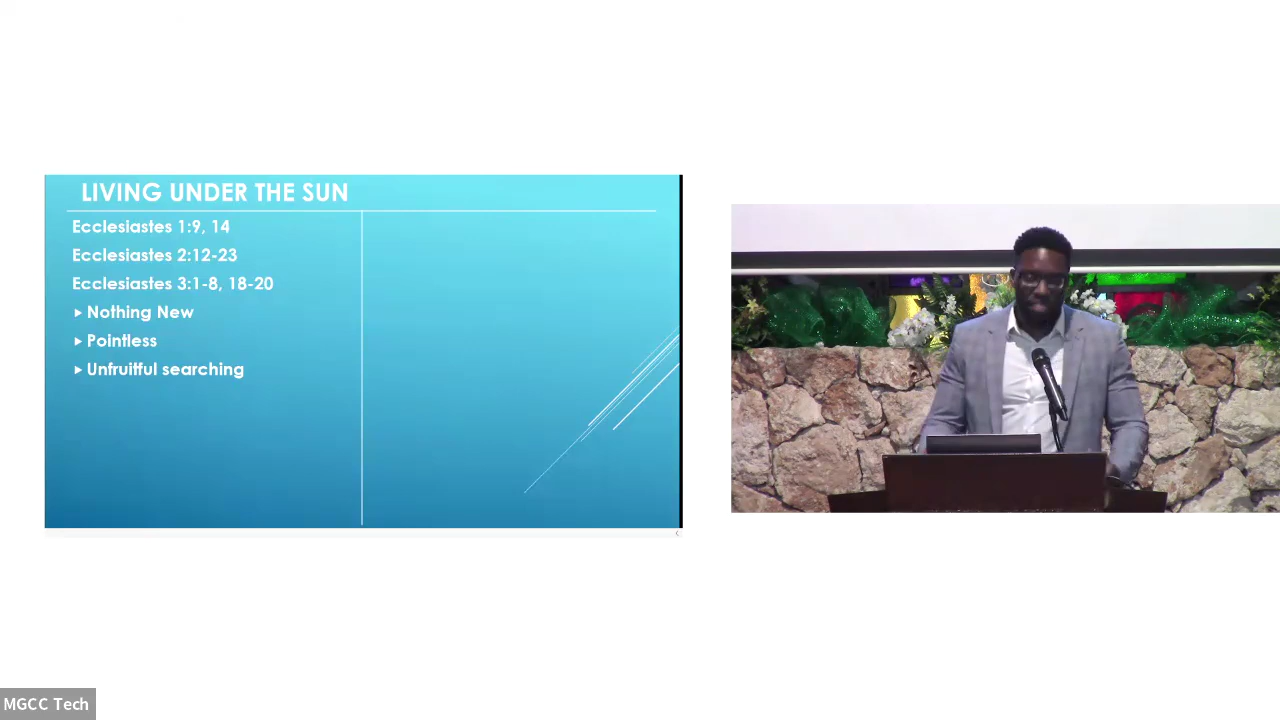 LIVING UNDER THE SUN
Ecclesiastes 1:9, 14
Ecclesiastes 2:12-23
Ecclesiastes 3:1-8, 18-20
Nothing New
Pointless
Unfruitful searching
MGCC Tech